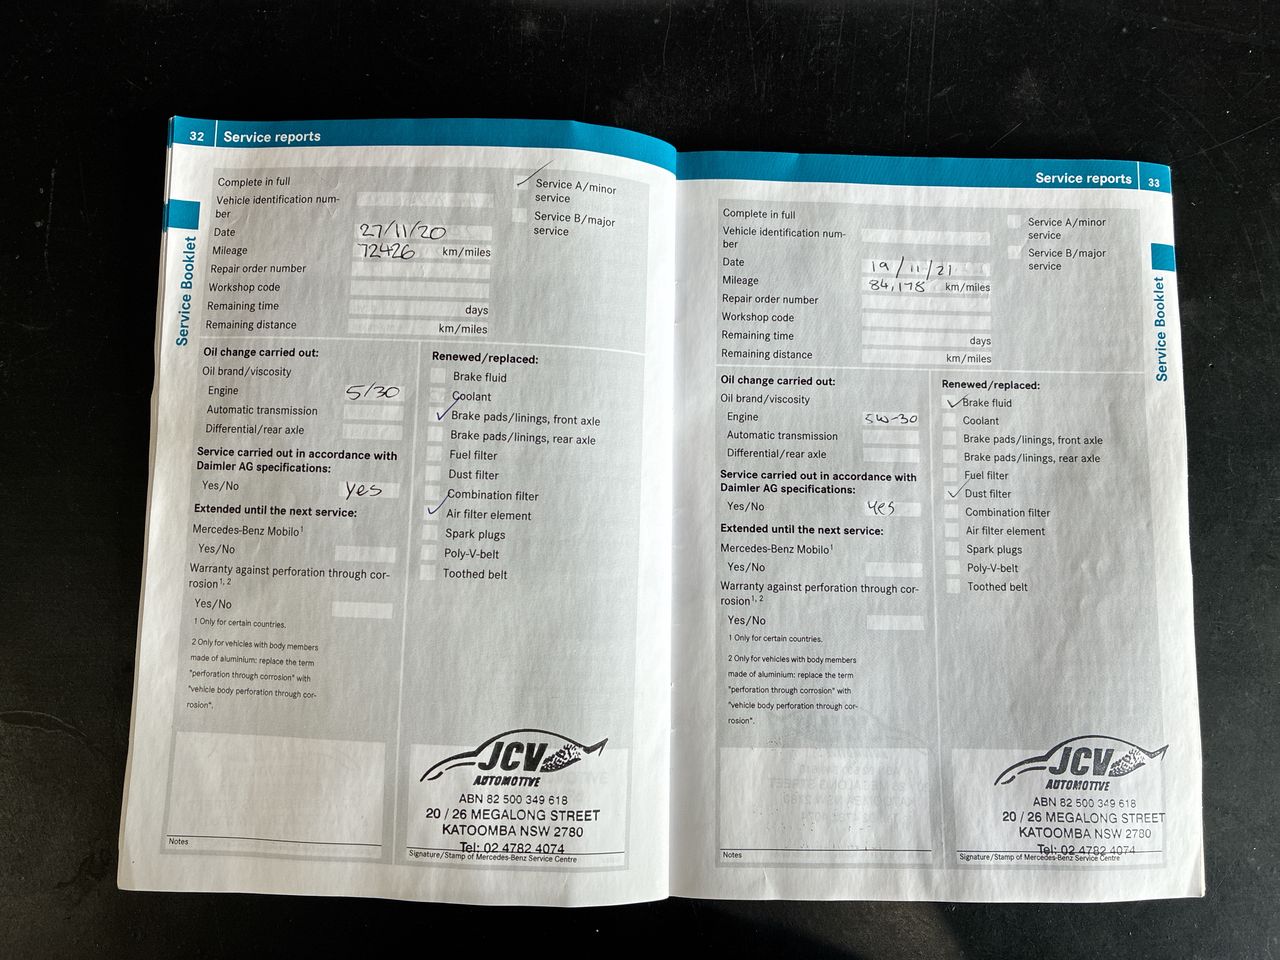 32 Service reports
Complete in full
Vehicle identification num-
ber
Date 27/11/20
Mileage 72426 km/miles
Repair order number
Workshop code
Remaining time days
Remaining distance km/miles
Service A/minor
service
Service B/major
service
Service Booklet
Oil change carried out:
Oil brand/viscosity
Engine 5/30
Automatic transmission
Differential/rear axle
Service carried out in accordance with
Daimler AG specifications:
Yes/No yes
Extended until the next service:
Mercedes-Benz Mobilo1
Yes/No
Warranty against perforation through cor-
rosion1, 2
Yes/No
1 Only for certain countries.
2 Only for vehicles with body members
made of aluminium: replace the term
"perforation through corrosion" with
"vehicle body perforation through cor-
rosion".
Renewed/replaced:
Brake fluid
Coolant
Brake pads/linings, front axle
Brake pads/linings, rear axle
Fuel filter
Dust filter
Combination filter
Air filter element
Spark plugs
Poly-V-belt
Toothed belt
Notes
JCV
AUTOMOTIVE
ABN 82 500 349 618
20 / 26 MEGALONG STREET
KATOOMBA NSW 2780
Tel: 02 4782 4074
Signature/Stamp of Mercedes-Benz Service Centre
Service reports 33
Complete in full
Vehicle identification num-
ber
Date 19/11/21
Mileage 84,178 km/miles
Repair order number
Workshop code
Remaining time days
Remaining distance km/miles
Service A/minor
service
Service B/major
service
Service Booklet
Oil change carried out:
Oil brand/viscosity
Engine 5W-30
Automatic transmission
Differential/rear axle
Service carried out in accordance with
Daimler AG specifications:
Yes/No yes
Extended until the next service:
Mercedes-Benz Mobilo1
Yes/No
Warranty against perforation through cor-
rosion1, 2
Yes/No
1 Only for certain countries.
2 Only for vehicles with body members
made of aluminium: replace the term
"perforation through corrosion" with
"vehicle body perforation through cor-
rosion".
Renewed/replaced:
Brake fluid
Coolant
Brake pads/linings, front axle
Brake pads/linings, rear axle
Fuel filter
Dust filter
Combination filter
Air filter element
Spark plugs
Poly-V-belt
Toothed belt
Notes
JCV
AUTOMOTIVE
ABN 82 500 349 618
20 / 26 MEGALONG STREET
KATOOMBA NSW 2780
Tel: 02 4782 4074
Signature/Stamp of Mercedes-Benz Service Centre